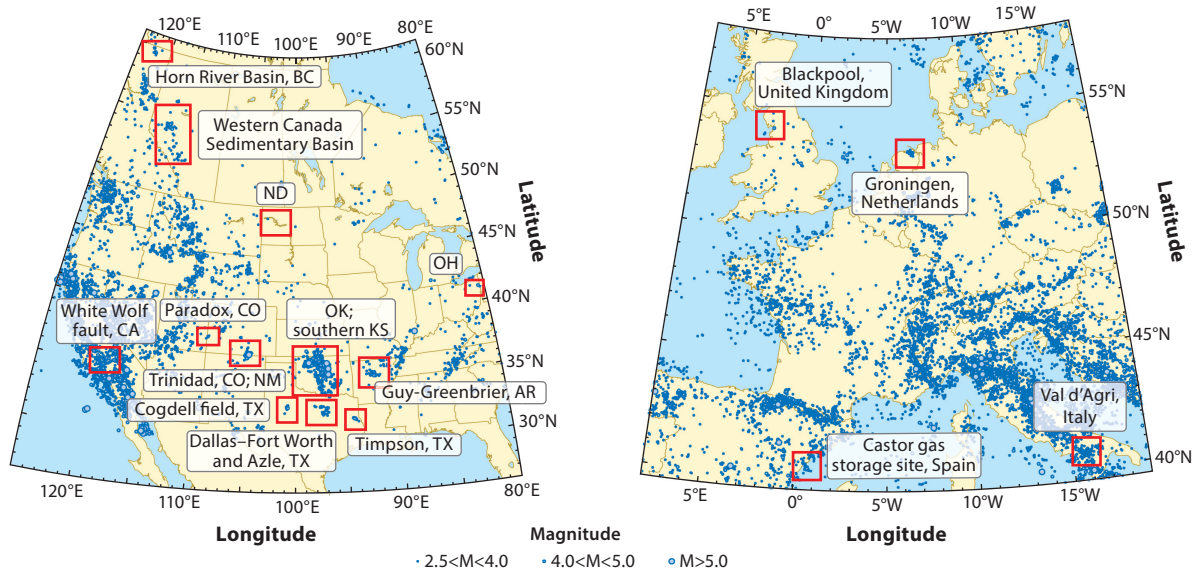 120°E
110°E
100°E
90°E
80°E
60°N
55°N
50°N
45°N
40°N
35°N
30°N
Latitude
Horn River Basin, BC
Western Canada
Sedimentary Basin
ND
OH
White Wolf
fault, CA
Paradox, CO
OK;
southern KS
Trinidad, CO; NM
Guy-Greenbrier, AR
Cogdell field, TX
Dallas–Fort Worth
and Azle, TX
Timpson, TX
120°E
110°E
100°E
90°E
80°E
Longitude
5°E
0°
5°W
10°W
15°W
55°N
50°N
45°N
40°N
Latitude
Blackpool,
United Kingdom
Groningen,
Netherlands
Val d’Agri,
Italy
Castor gas
storage site, Spain
5°E
0°
5°W
10°W
15°W
Longitude
Magnitude
2.5<M<4.0
4.0<M<5.0
M>5.0